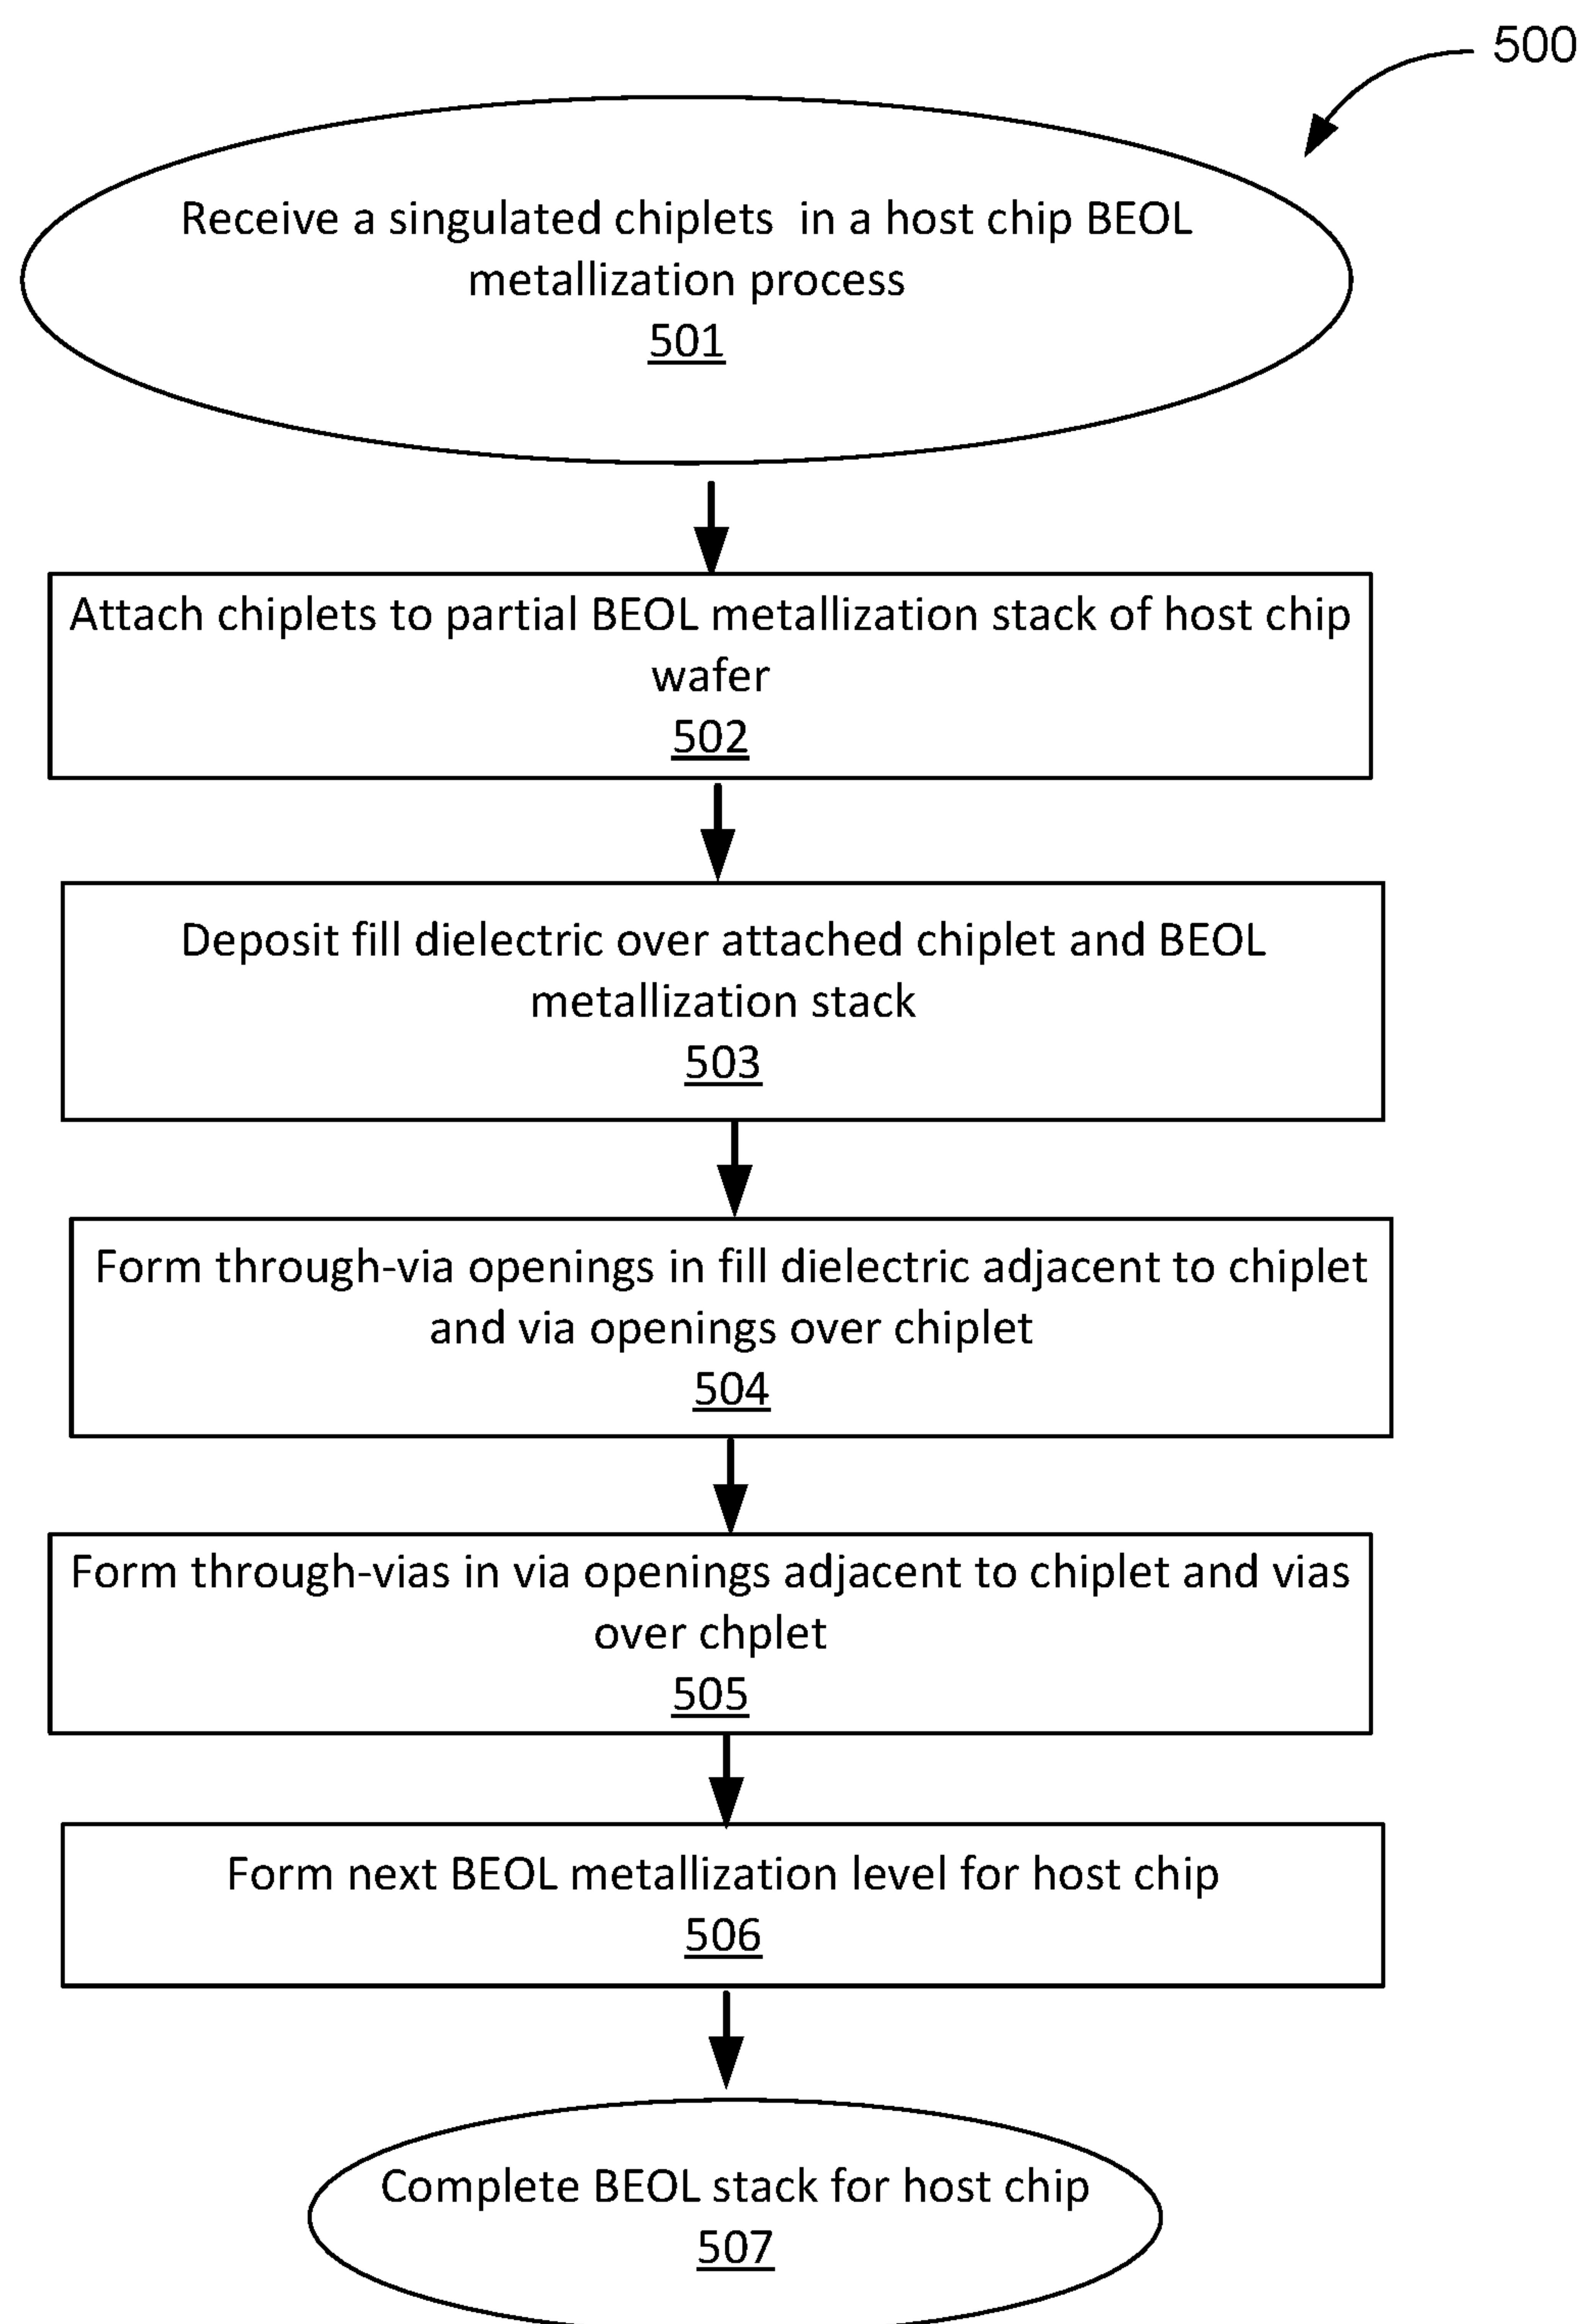 500
Receive a singulated chiplets in a host chip BEOL
metallization process
501
Attach chiplets to partial BEOL metallization stack of host chip
wafer
502
Deposit fill dielectric over attached chiplet and BEOL
metallization stack
503
Form through-via openings in fill dielectric adjacent to chiplet
and via openings over chiplet
504
Form through-vias in via openings adjacent to chiplet and vias
over chplet
505
Form next BEOL metallization level for host chip
506
Complete BEOL stack for host chip
507